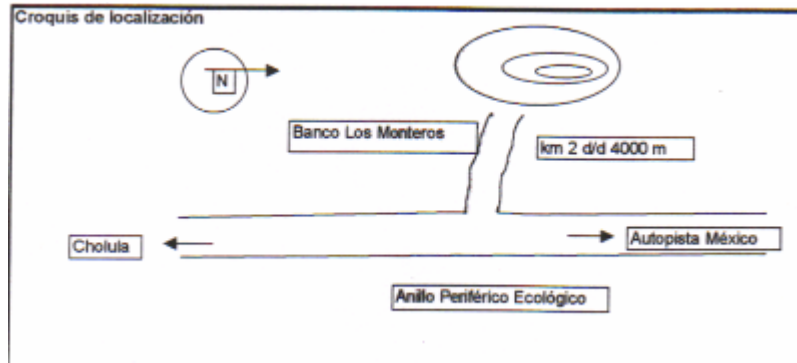 Croquis de localización
N
Banco Los Monteros
km 2 d/d 4000 m
Cholula
Autopista México
Anillo Periférico Ecológico